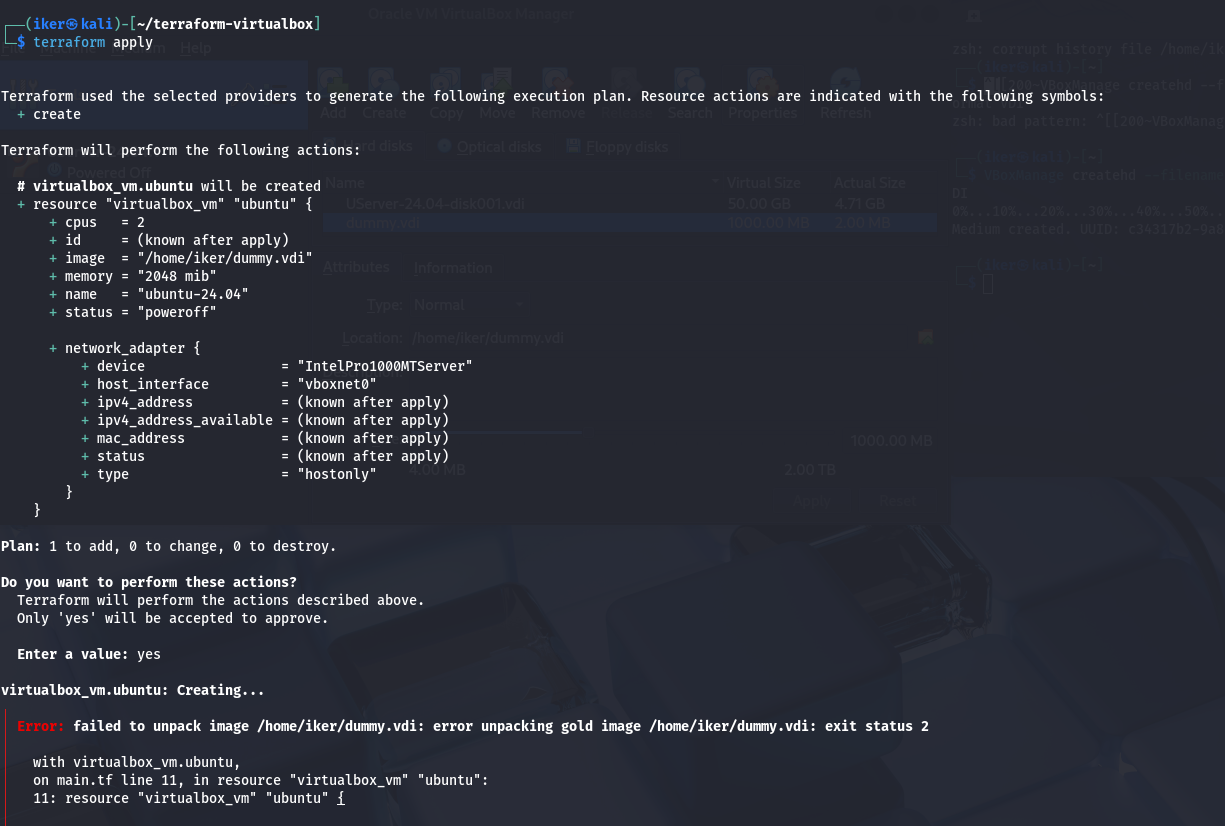 Oracle VM VirtualBox Manager
┌──(iker㉿kali)-[~/terraform-virtualbox]
└─$ terraform apply
Help
zsh: corrupt history file /home/ik
Terraform used the selected providers to generate the following execution plan. Resource actions are indicated with the following symbols:
+ create
Add Create Copy Move Remove Search Properties Refresh
zsh: bad pattern: ^[[200~VBoxManag
Terraform will perform the following actions:
disks Optical disks Floppy disks
Powered Off
# virtualbox_vm.ubuntu will be created
Name Virtual Size Actual Size
createhd --filename
+ resource "virtualbox_vm" "ubuntu" {
UServer-24.04-disk001.vdl 50.00 GB 4.71 GB
DI
+ cpus   = 2
dummy.vdl 1000.00 MB 2.00 MB
0%...10%...20%...30%...40%...50%..
Medium created. UUID: c34317b2-9a8
+ id     = (known after apply)
+ image  = "/home/iker/dummy.vdi"
Attributes Information
(iker㉿kali)-[~]
+ memory = "2048 mib"
+ name   = "ubuntu-24.04"
Type: Normal
+ status = "poweroff"
Location: /home/iker/dummy.vdl
+ network_adapter {
+ device                 = "IntelPro1000MTServer"
+ host_interface         = "vboxnet0"
+ ipv4_address           = (known after apply)
+ ipv4_address_available = (known after apply)
+ mac_address            = (known after apply)
1000.00 MB
+ status                 = (known after apply)
4.00 MB 2.00 TB
+ type                   = "hostonly"
}
}
Plan: 1 to add, 0 to change, 0 to destroy.
Do you want to perform these actions?
Terraform will perform the actions described above.
Only 'yes' will be accepted to approve.
Enter a value: yes
virtualbox_vm.ubuntu: Creating...
Error: failed to unpack image /home/iker/dummy.vdi: error unpacking gold image /home/iker/dummy.vdi: exit status 2
with virtualbox_vm.ubuntu,
on main.tf line 11, in resource "virtualbox_vm" "ubuntu":
11: resource "virtualbox_vm" "ubuntu" {